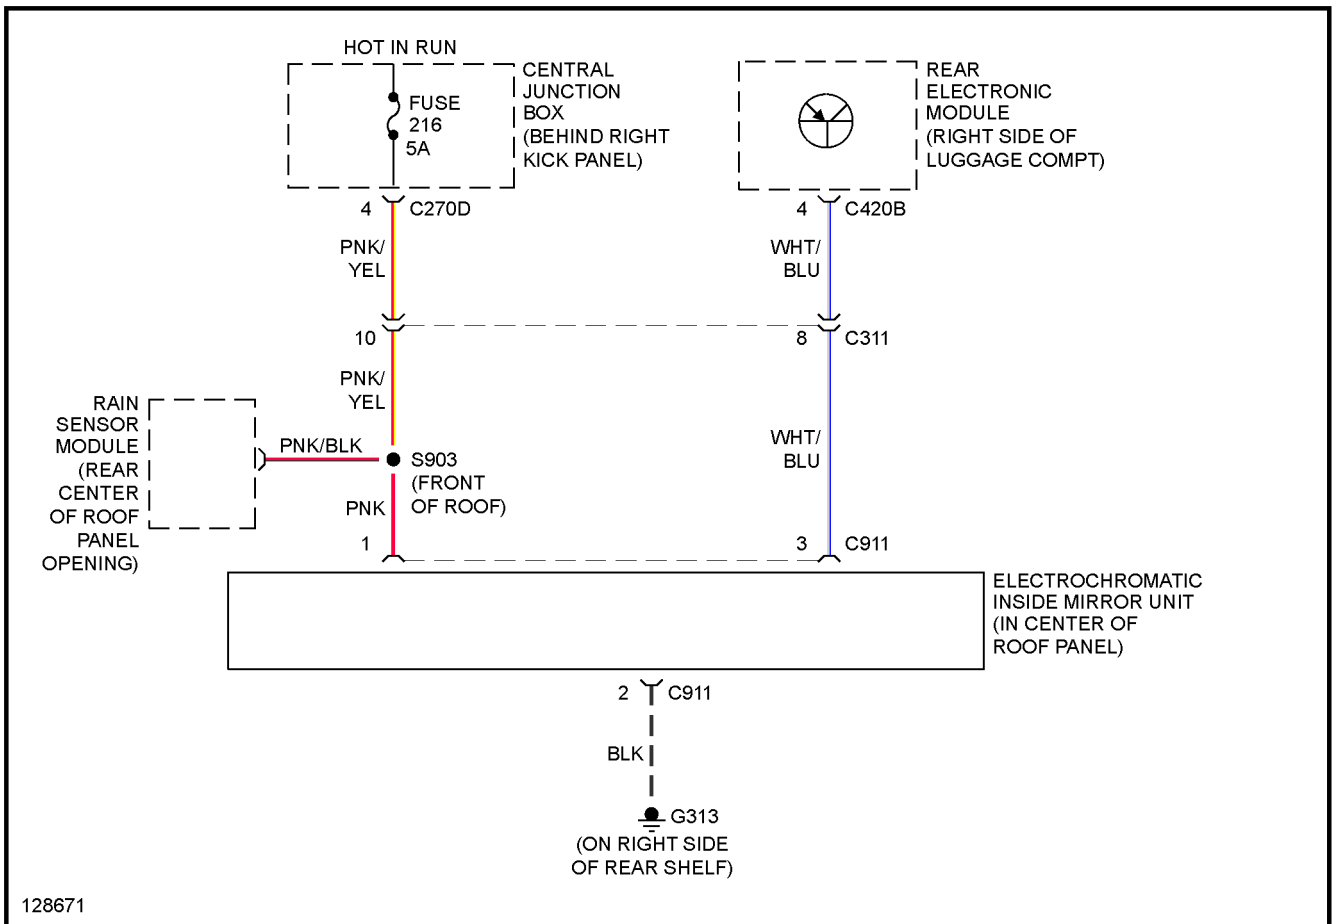 HOT IN RUN
FUSE
216
5A
CENTRAL
JUNCTION
BOX
(BEHIND RIGHT
KICK PANEL)
REAR
ELECTRONIC
MODULE
(RIGHT SIDE OF
LUGGAGE COMPT)
4 C270D
4 C420B
PNK/
YEL
WHT/
BLU
10
8 C311
PNK/
YEL
RAIN
SENSOR
MODULE
(REAR
CENTER
OF ROOF
PANEL
OPENING)
PNK/BLK
S903
(FRONT
OF ROOF)
WHT/
BLU
PNK
1
3 C911
ELECTROCHROMATIC
INSIDE MIRROR UNIT
(IN CENTER OF
ROOF PANEL)
2 C911
BLK
G313
(ON RIGHT SIDE
OF REAR SHELF)
128671